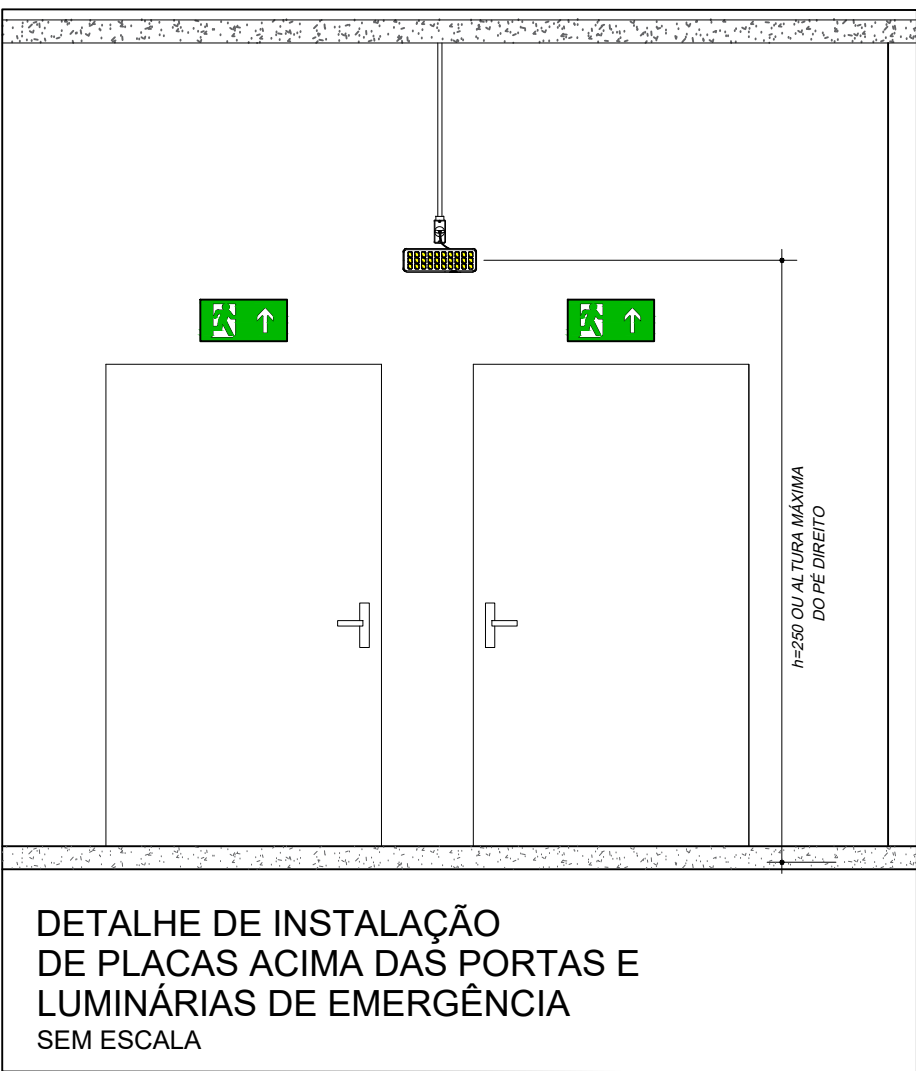 h=250 OU ALTURA MÁXIMA
DO PÉ DIREITO
DETALHE DE INSTALAÇÃO
DE PLACAS ACIMA DAS PORTAS E
LUMINÁRIAS DE EMERGÊNCIA
SEM ESCALA